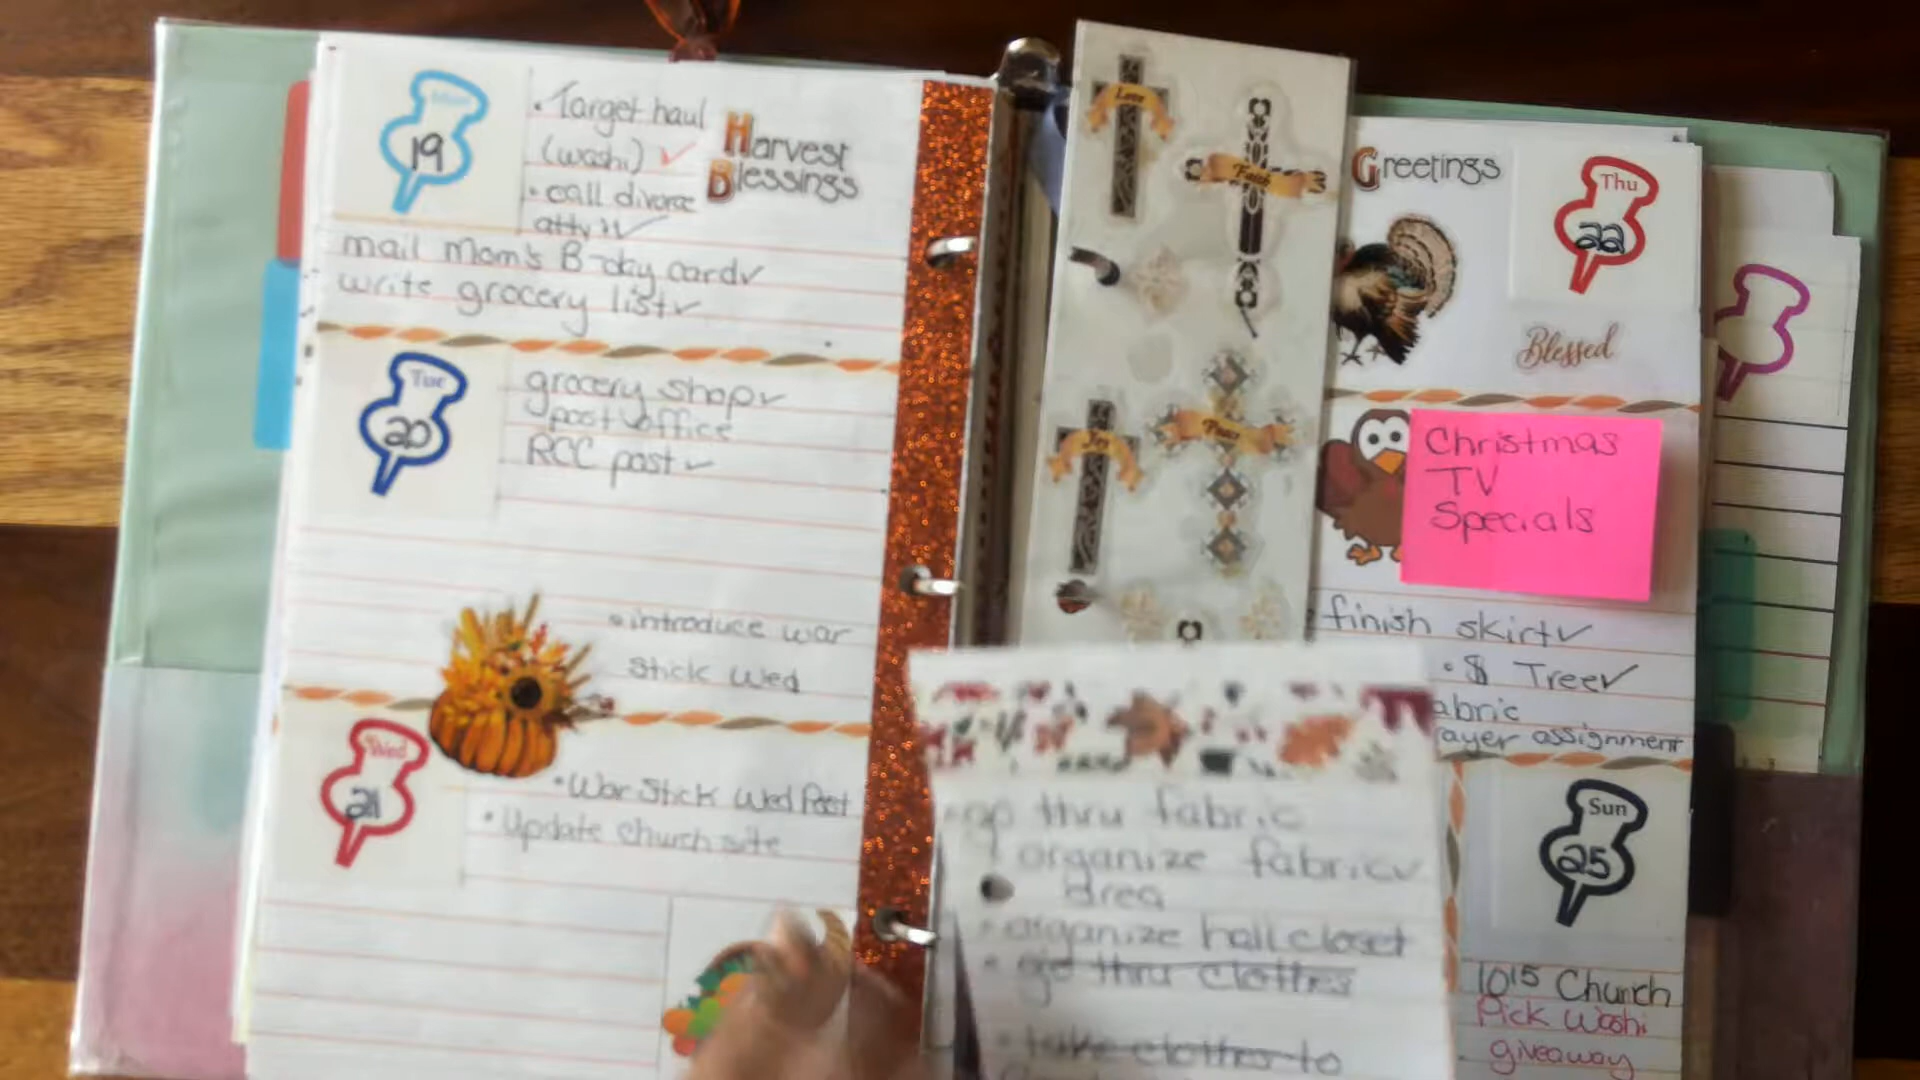 19
• Target haul
(washi) ✓
• call divorce
atty ✓
Harvest
Blessings
mail Mom's B-day card✓
write grocery list✓
Tue
20
grocery shop✓
post office
RCC post✓
• introduce war
stick Wed
Wed
21
• War Stick Wed Post
• Update church site
Love
Faith
Joy
Peace
Greetings
Thu
22
Blessed
Christmas
TV
Specials
finish skirt✓
• $ Tree✓
abric
ayer assignment
Sun
25
10¹⁵ Church
Pick Washi
giveaway
go thru fabric
organize fabric✓
area
• organize hall closet
• go thru clothes
• take clothes to